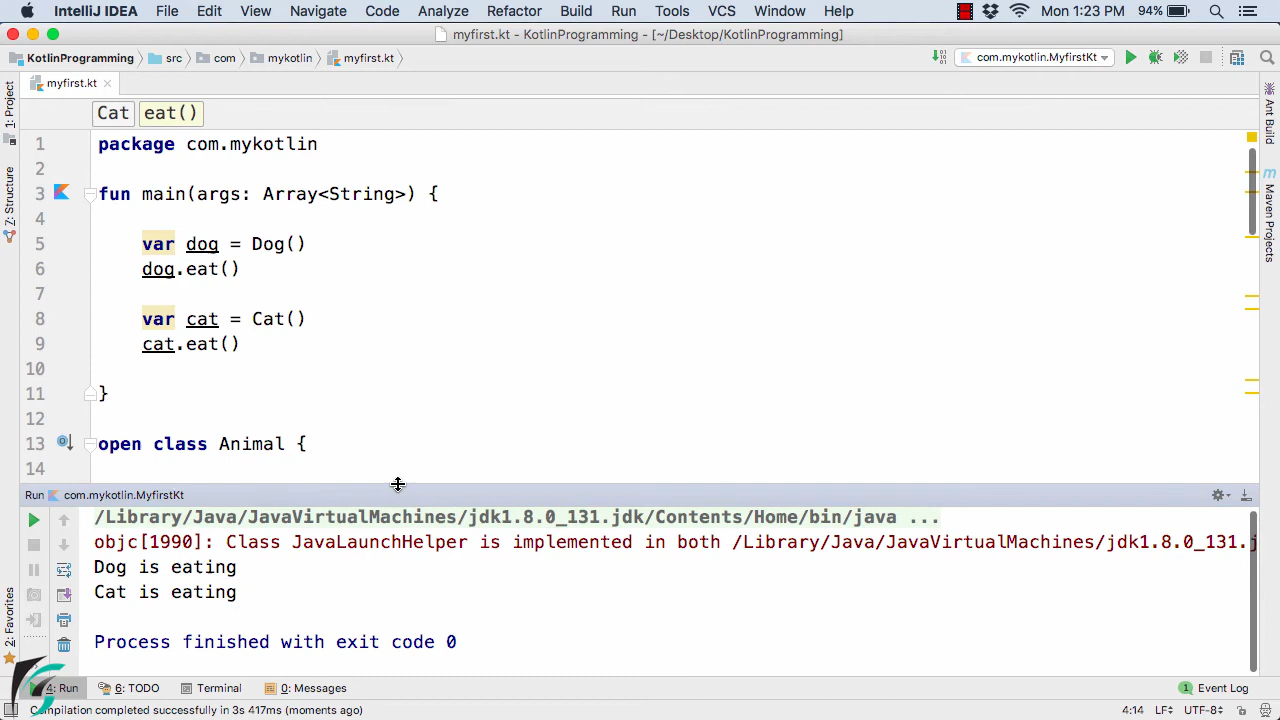 IntelliJ IDEA File Edit View Navigate Code Analyze Refactor Build Run Tools VCS Window Help Mon 1:23 PM 94%
myfirst.kt - KotlinProgramming - [~/Desktop/KotlinProgramming]
KotlinProgramming src com mykotlin myfirst.kt com.mykotlin.MyfirstKt
myfirst.kt
Cat eat()
1 package com.mykotlin
2
3 fun main(args: Array<String>) {
4
5 var dog = Dog()
6 dog.eat()
7
8 var cat = Cat()
9 cat.eat()
10
11 }
12
13 open class Animal {
14
1: Project
7: Structure
2: Favorites
Ant Build
Maven Projects
Run com.mykotlin.MyfirstKt
/Library/Java/JavaVirtualMachines/jdk1.8.0_131.jdk/Contents/Home/bin/java ...
objc[1990]: Class JavaLaunchHelper is implemented in both /Library/Java/JavaVirtualMachines/jdk1.8.0_131.j
Dog is eating
Cat is eating
Process finished with exit code 0
4: Run 6: TODO Terminal 0: Messages 1 Event Log
Compilation completed successfully in 3s 417ms (moments ago) 4:14 LF UTF-8